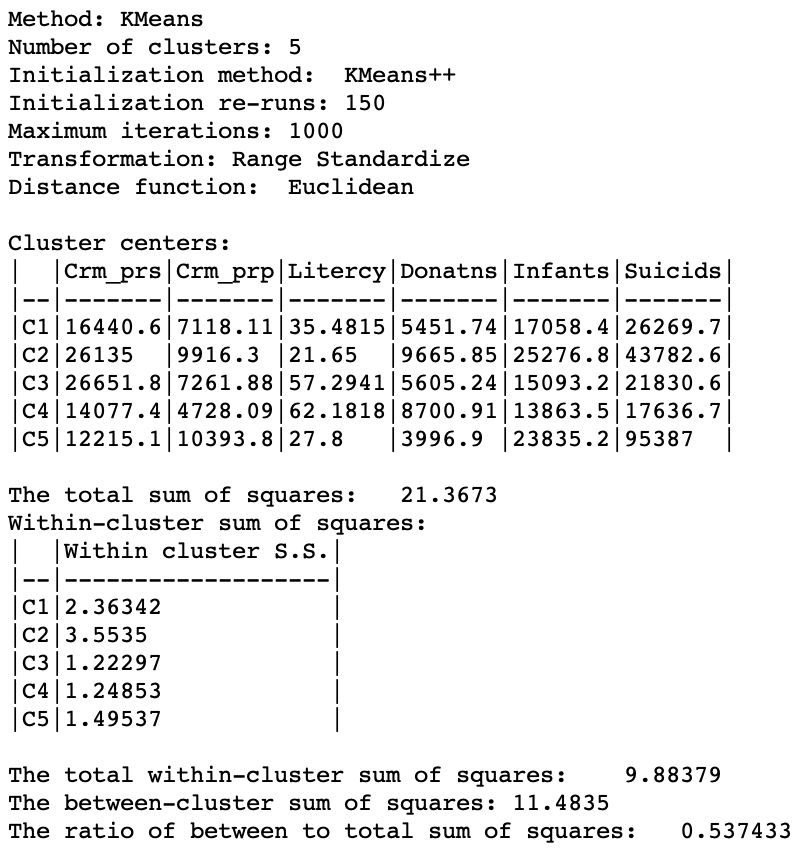 Method: KMeans
Number of clusters: 5
Initialization method:  KMeans++
Initialization re-runs: 150
Maximum iterations: 1000
Transformation: Range Standardize
Distance function:  Euclidean

Cluster centers:
|  |Crm_prs|Crm_prp|Litercy|Donatns|Infants|Suicids|
|--|-------|-------|-------|-------|-------|-------|
|C1|16440.6|7118.11|35.4815|5451.74|17058.4|26269.7|
|C2|26135  |9916.3 |21.65  |9665.85|25276.8|43782.6|
|C3|26651.8|7261.88|57.2941|5605.24|15093.2|21830.6|
|C4|14077.4|4728.09|62.1818|8700.91|13863.5|17636.7|
|C5|12215.1|10393.8|27.8   |3996.9 |23835.2|95387  |

The total sum of squares:   21.3673
Within-cluster sum of squares:
|  |Within cluster S.S.|
|--|-------------------|
|C1|2.36342            |
|C2|3.5535             |
|C3|1.22297            |
|C4|1.24853            |
|C5|1.49537            |

The total within-cluster sum of squares:    9.88379
The between-cluster sum of squares: 11.4835
The ratio of between to total sum of squares:   0.537433